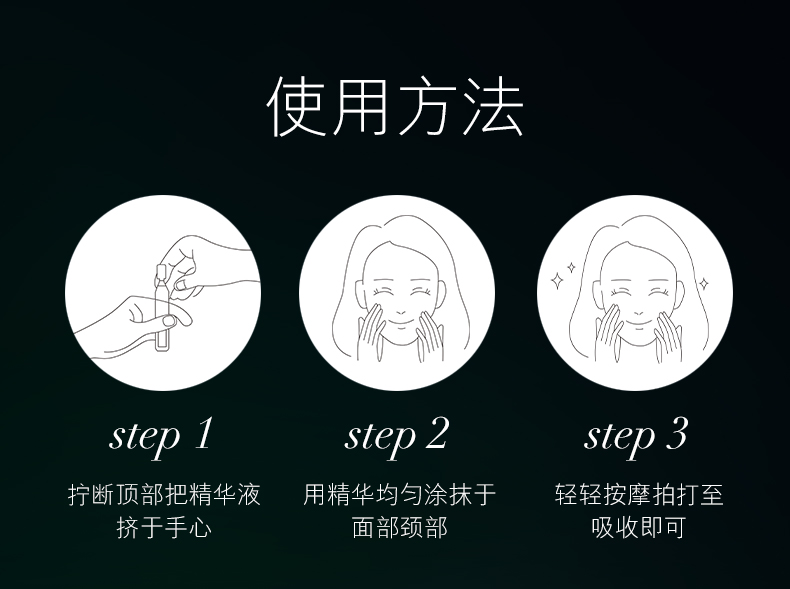 使用方法
step 1
拧断顶部把精华液
挤于手心
step 2
用精华均匀涂抹于
面部颈部
step 3
轻轻按摩拍打至
吸收即可